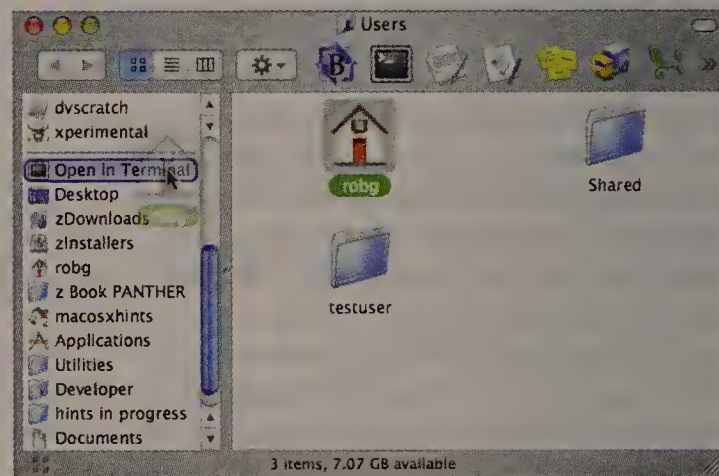 Users
B
dvscratch
xperimental
Open in Terminal
Desktop
zDownloads
zInstallers
robg
z Book PANTHER
macosxhints
Applications
Utilities
Developer
hints in progress
Documents
robg
Shared
testuser
3 items, 7.07 GB available